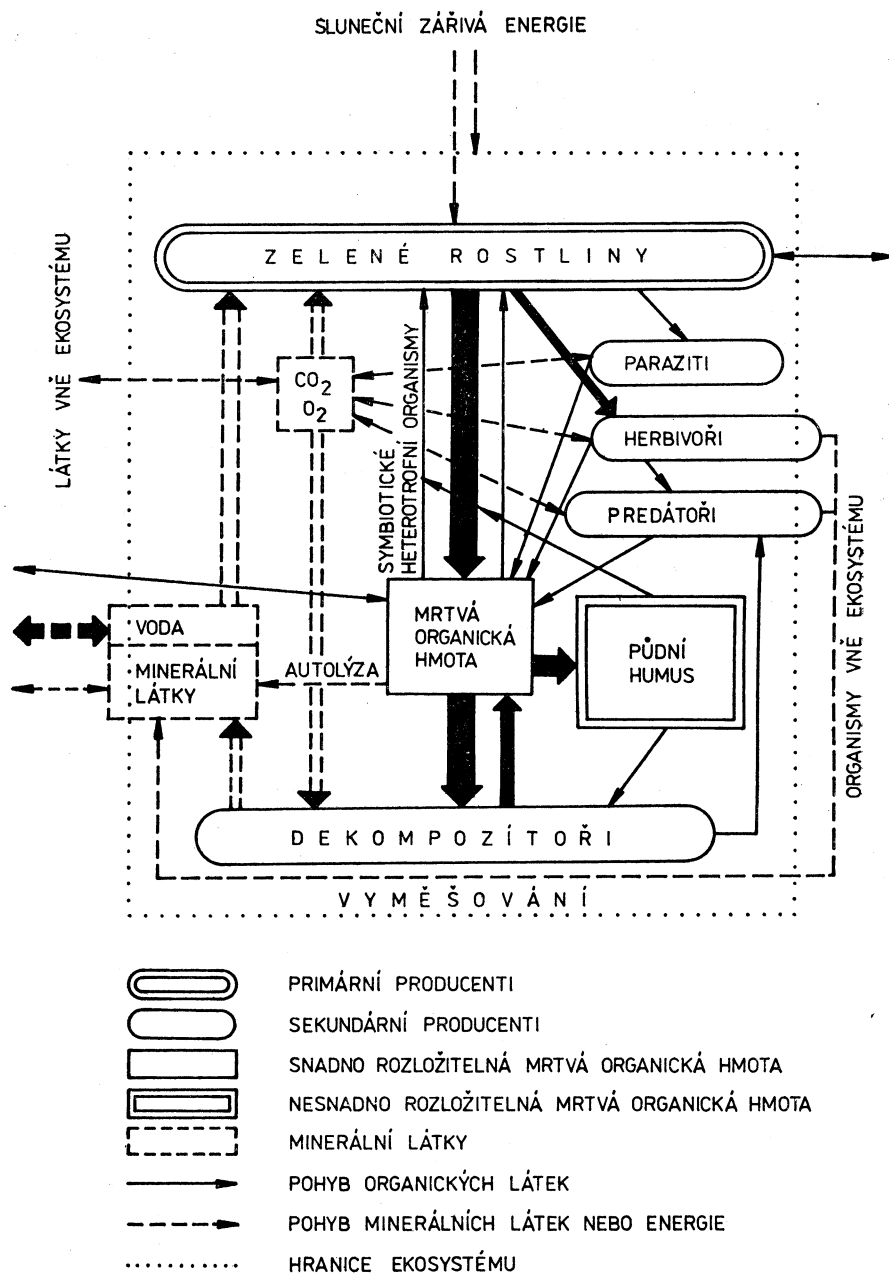 SLUNEČNÍ ZÁŘIVÁ ENERGIE
ZELENÉ ROSTLINY
LÁTKY VNĚ EKOSYSTÉMU
CO2
O2
SYMBIOTICKÉ
HETEROTROFNÍ ORGANISMY
PARAZITI
HERBIVOŘI
PREDÁTOŘI
ORGANISMY VNĚ EKOSYSTÉMU
VODA
MINERÁLNÍ
LÁTKY
AUTOLÝZA
MRTVÁ
ORGANICKÁ
HMOTA
PŮDNÍ
HUMUS
DEKOMPOZÍTOŘI
VYMĚŠOVÁNÍ
PRIMÁRNÍ PRODUCENTI
SEKUNDÁRNÍ PRODUCENTI
SNADNO ROZLOŽITELNÁ MRTVÁ ORGANICKÁ HMOTA
NESNADNO ROZLOŽITELNÁ MRTVÁ ORGANICKÁ HMOTA
MINERÁLNÍ LÁTKY
POHYB ORGANICKÝCH LÁTEK
POHYB MINERÁLNÍCH LÁTEK NEBO ENERGIE
HRANICE EKOSYSTÉMU